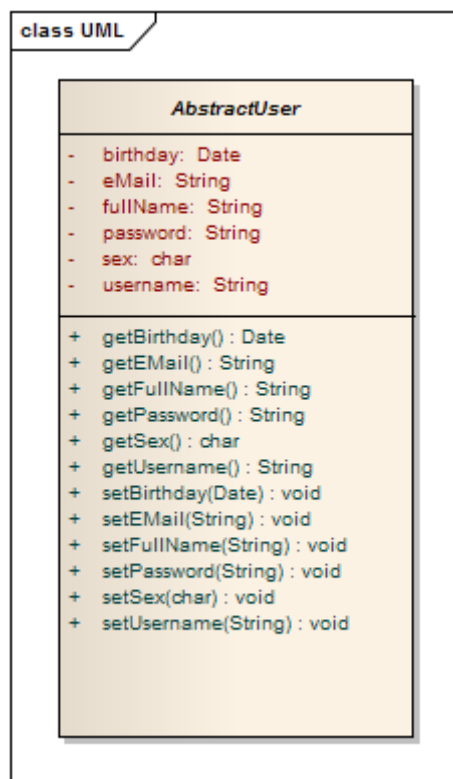 class UML
AbstractUser
- birthday: Date
- eMail: String
- fullName: String
- password: String
- sex: char
- username: String
+ getBirthday() : Date
+ getEMail() : String
+ getFullName() : String
+ getPassword() : String
+ getSex() : char
+ getUsername() : String
+ setBirthday(Date) : void
+ setEMail(String) : void
+ setFullName(String) : void
+ setPassword(String) : void
+ setSex(char) : void
+ setUsername(String) : void